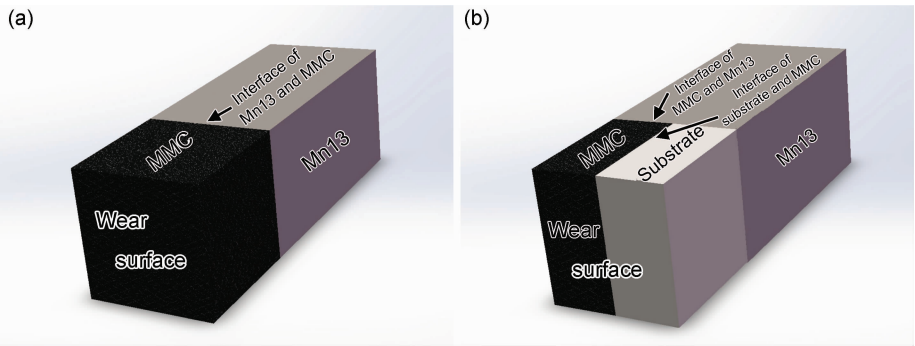 (a)
Interface of
Mn13 and MMC
MMC
Mn13
Wear
surface
(b)
Interface of
MMC and Mn13
Interface of
substrate and MMC
MMC
Substrate
Mn13
Wear
surface